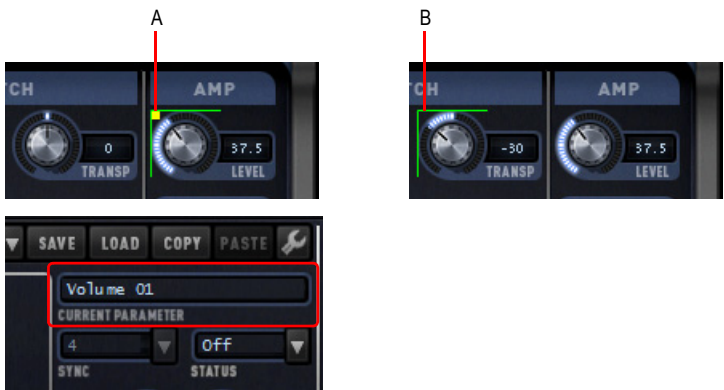 A
B
TCH
AMP
0
TRANSP
37.5
LEVEL
TCH
AMP
-30
TRANSP
37.5
LEVEL
SAVE LOAD COPY PASTE
Volume 01
CURRENT PARAMETER
4
Off
SYNC
STATUS